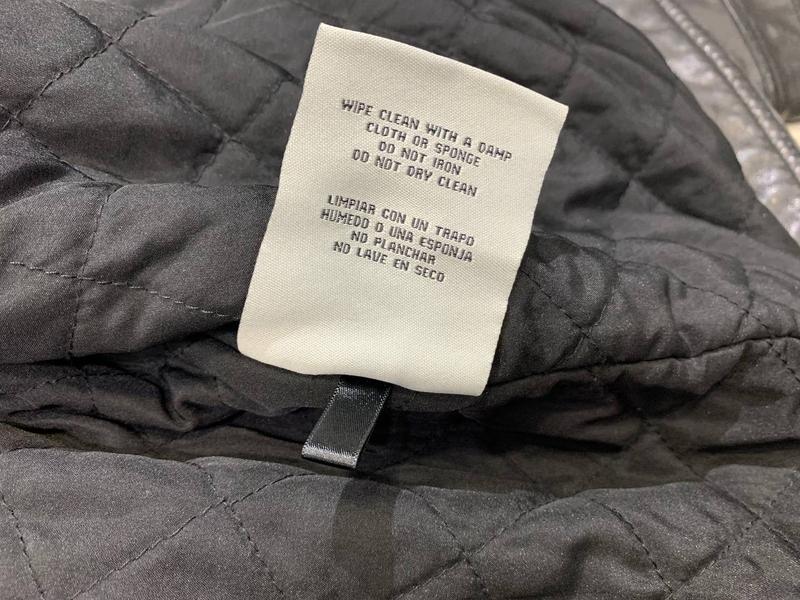 WIPE CLEAN WITH A DAMP
CLOTH OR SPONGE
DO NOT IRON
DO NOT DRY CLEAN
LIMPIAR CON UN TRAPO
HUMEDO O UNA ESPONJA
NO PLANCHAR
NO LAVE EN SECO